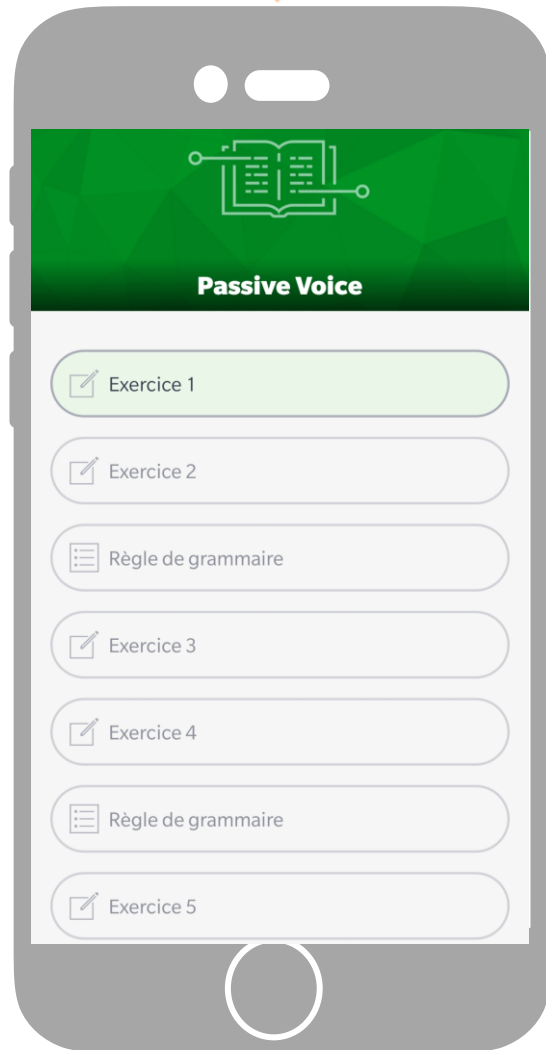 Passive Voice
Exercice 1
Exercice 2
Règle de grammaire
Exercice 3
Exercice 4
Règle de grammaire
Exercice 5